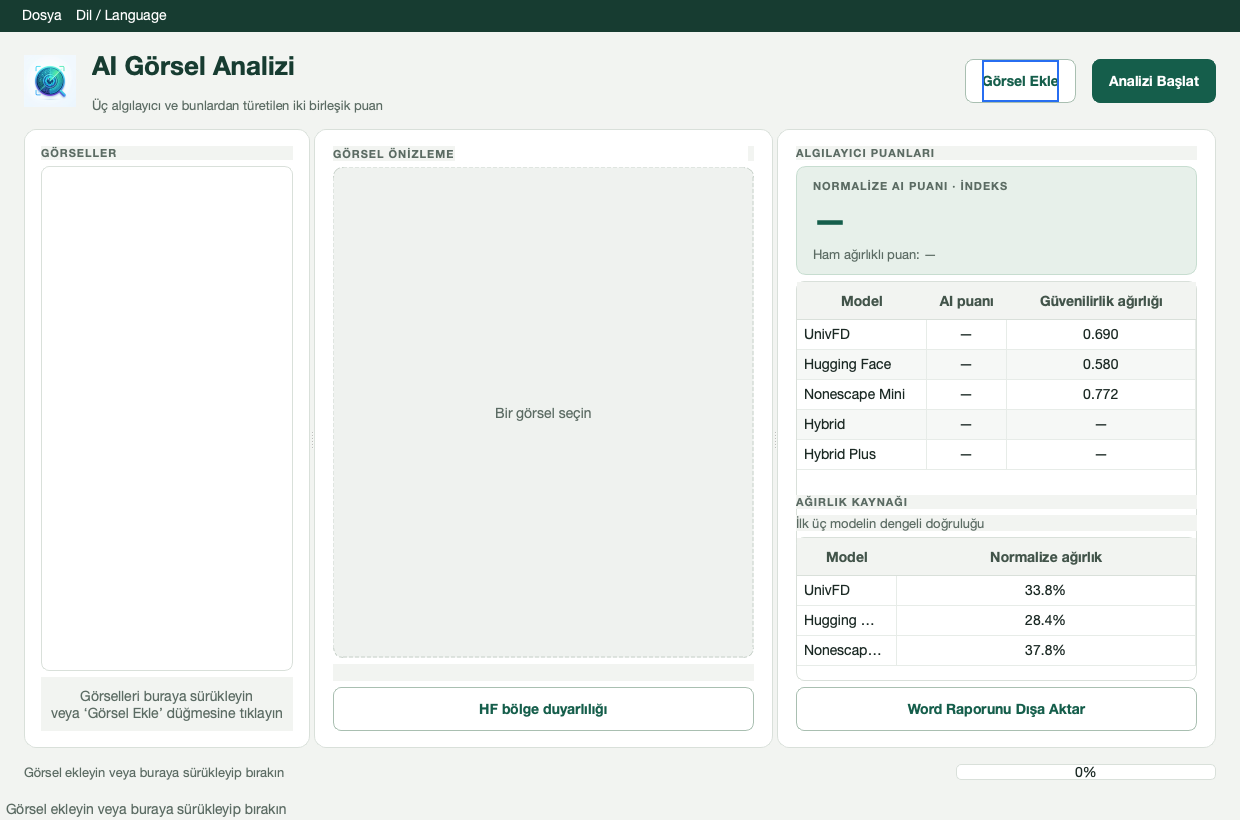 Dosya Dil / Language
AI Görsel Analizi
Üç algılayıcı ve bunlardan türetilen iki birleşik puan
Görsel Ekle
Analizi Başlat
GÖRSELLER
Görselleri buraya sürükleyin
veya ‘Görsel Ekle’ düğmesine tıklayın
GÖRSEL ÖNİZLEME
Bir görsel seçin
HF bölge duyarlılığı
ALGILAYICI PUANLARI
NORMALİZE AI PUANI · İNDEKS
—
Ham ağırlıklı puan: —
Model AI puanı Güvenilirlik ağırlığı
UnivFD — 0.690
Hugging Face — 0.580
Nonescape Mini — 0.772
Hybrid — —
Hybrid Plus — —
AĞIRLIK KAYNAĞI
İlk üç modelin dengeli doğruluğu
Model Normalize ağırlık
UnivFD 33.8%
Hugging … 28.4%
Nonescap… 37.8%
Word Raporunu Dışa Aktar
Görsel ekleyin veya buraya sürükleyip bırakın
0%
Görsel ekleyin veya buraya sürükleyip bırakın